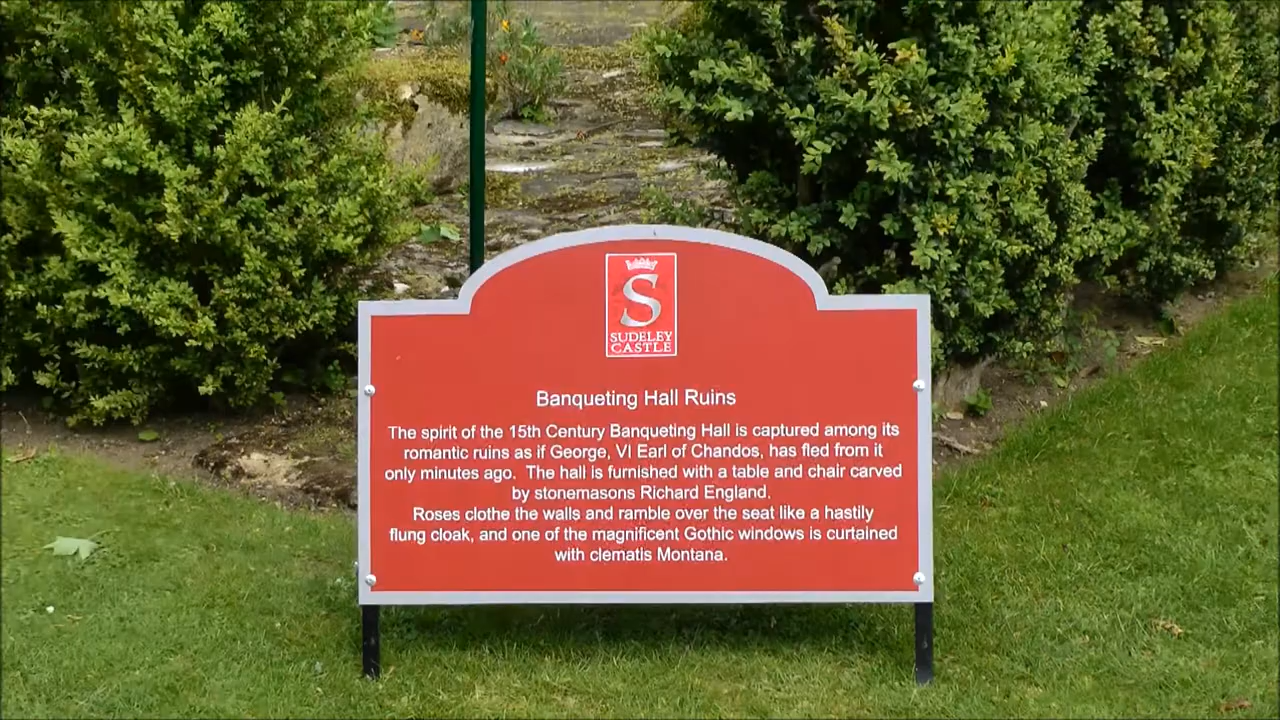 S
SUDELEY
CASTLE
Banqueting Hall Ruins
The spirit of the 15th Century Banqueting Hall is captured among its
romantic ruins as if George, VI Earl of Chandos, has fled from it
only minutes ago. The hall is furnished with a table and chair carved
by stonemasons Richard England.
Roses clothe the walls and ramble over the seat like a hastily
flung cloak, and one of the magnificent Gothic windows is curtained
with clematis Montana.